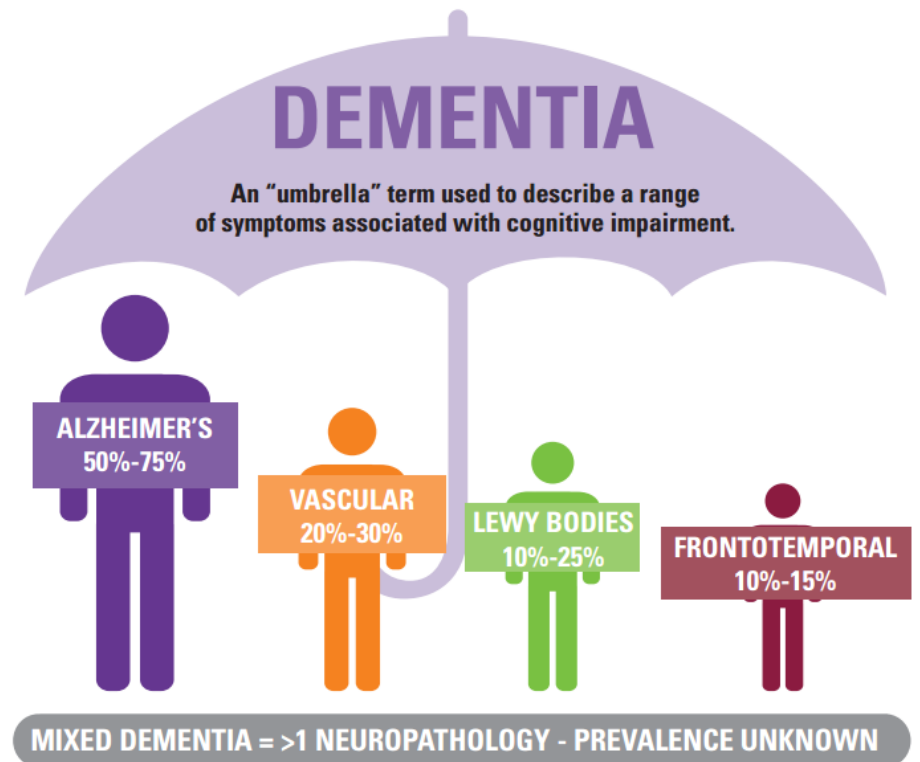 DEMENTIA
An “umbrella” term used to describe a range
of symptoms associated with cognitive impairment.
ALZHEIMER’S
50%-75%
VASCULAR
20%-30%
LEWY BODIES
10%-25%
FRONTOTEMPORAL
10%-15%
MIXED DEMENTIA = >1 NEUROPATHOLOGY - PREVALENCE UNKNOWN